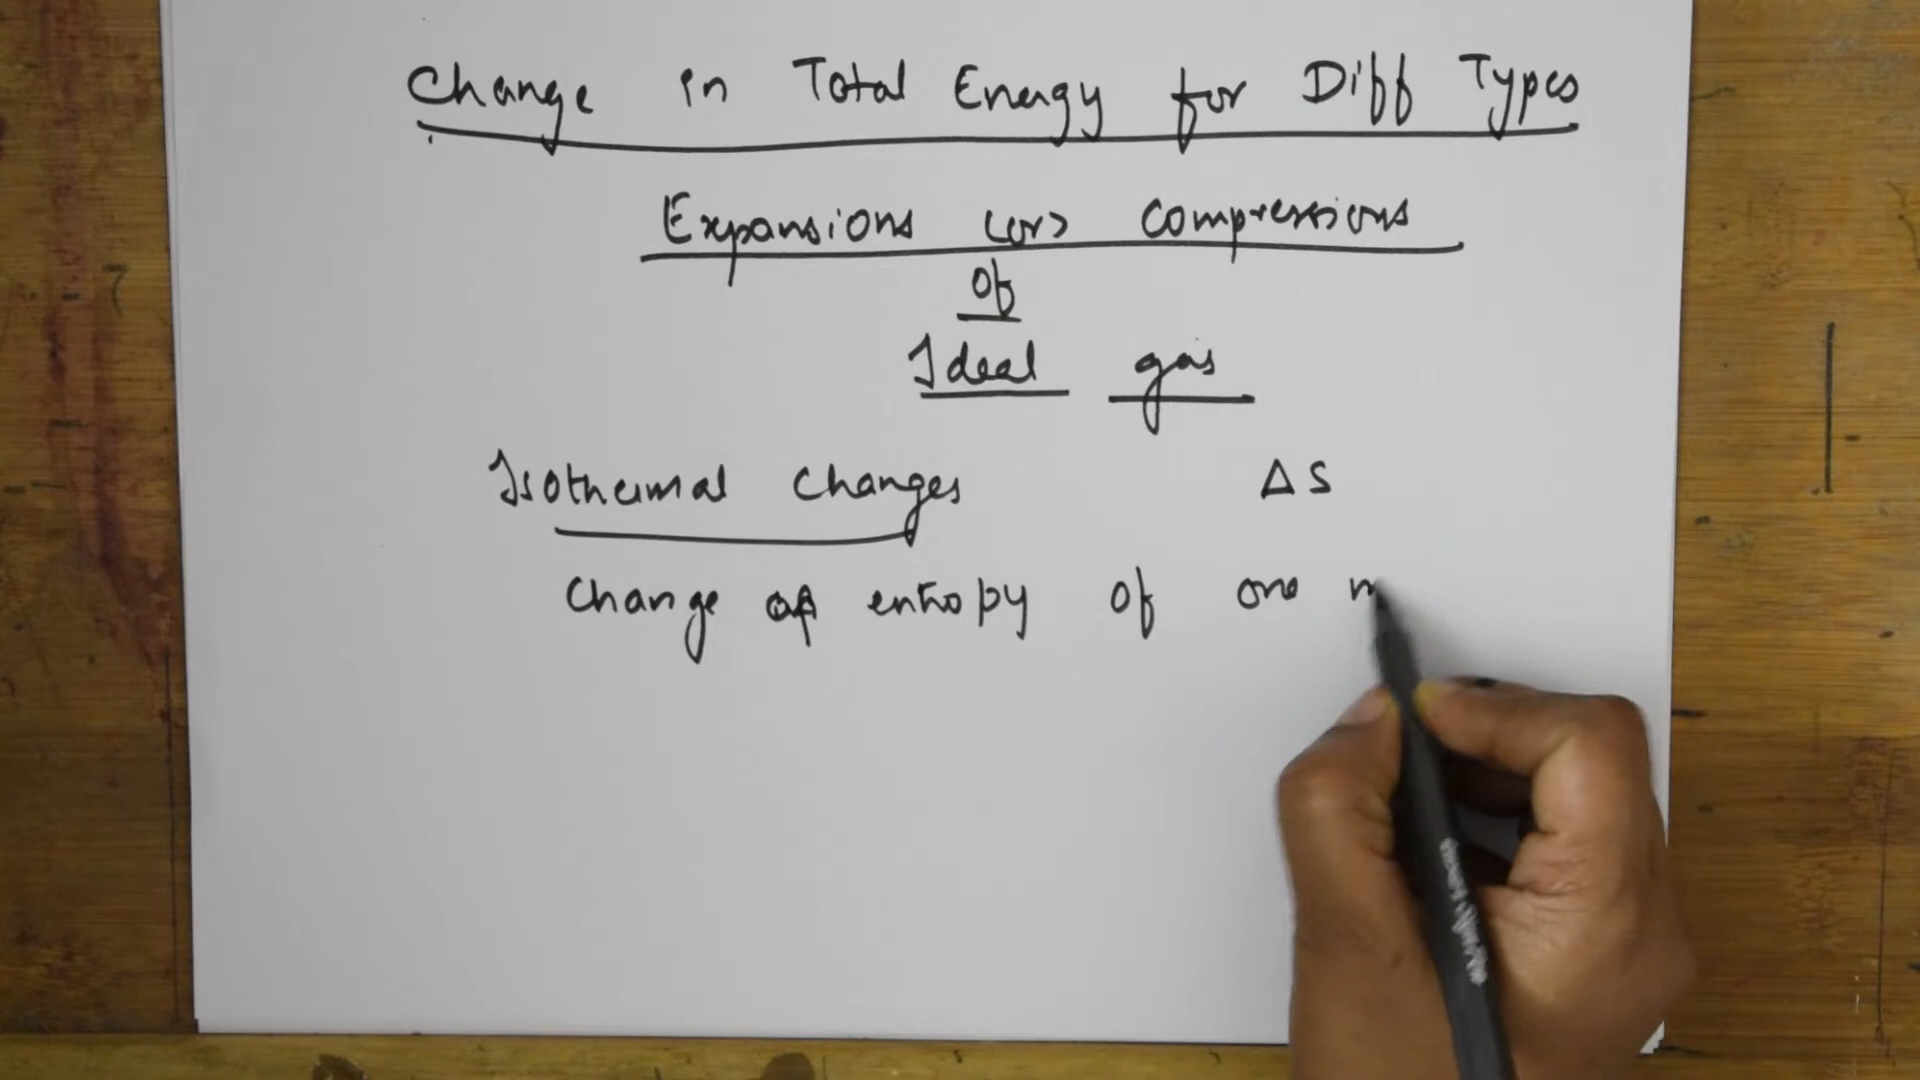 Change in Total Energy for Diff Types
Expansions (or) Compressions
of
Ideal gas
Isothermal Changes ΔS
Change of entropy of one m